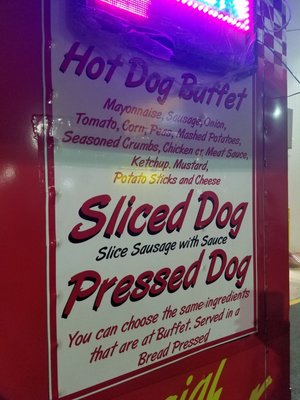 Hot Dog Buffet
Mayonnaise, Sausage, Onion,
Tomato, Corn, Peas, Mashed Potatoes,
Seasoned Crumbs, Chicken or Meat Sauce,
Ketchup, Mustard,
Potato Sticks and Cheese
Sliced Dog
Slice Sausage with Sauce
Pressed Dog
You can choose the same ingredients
that are at Buffet. Served in a
Bread Pressed